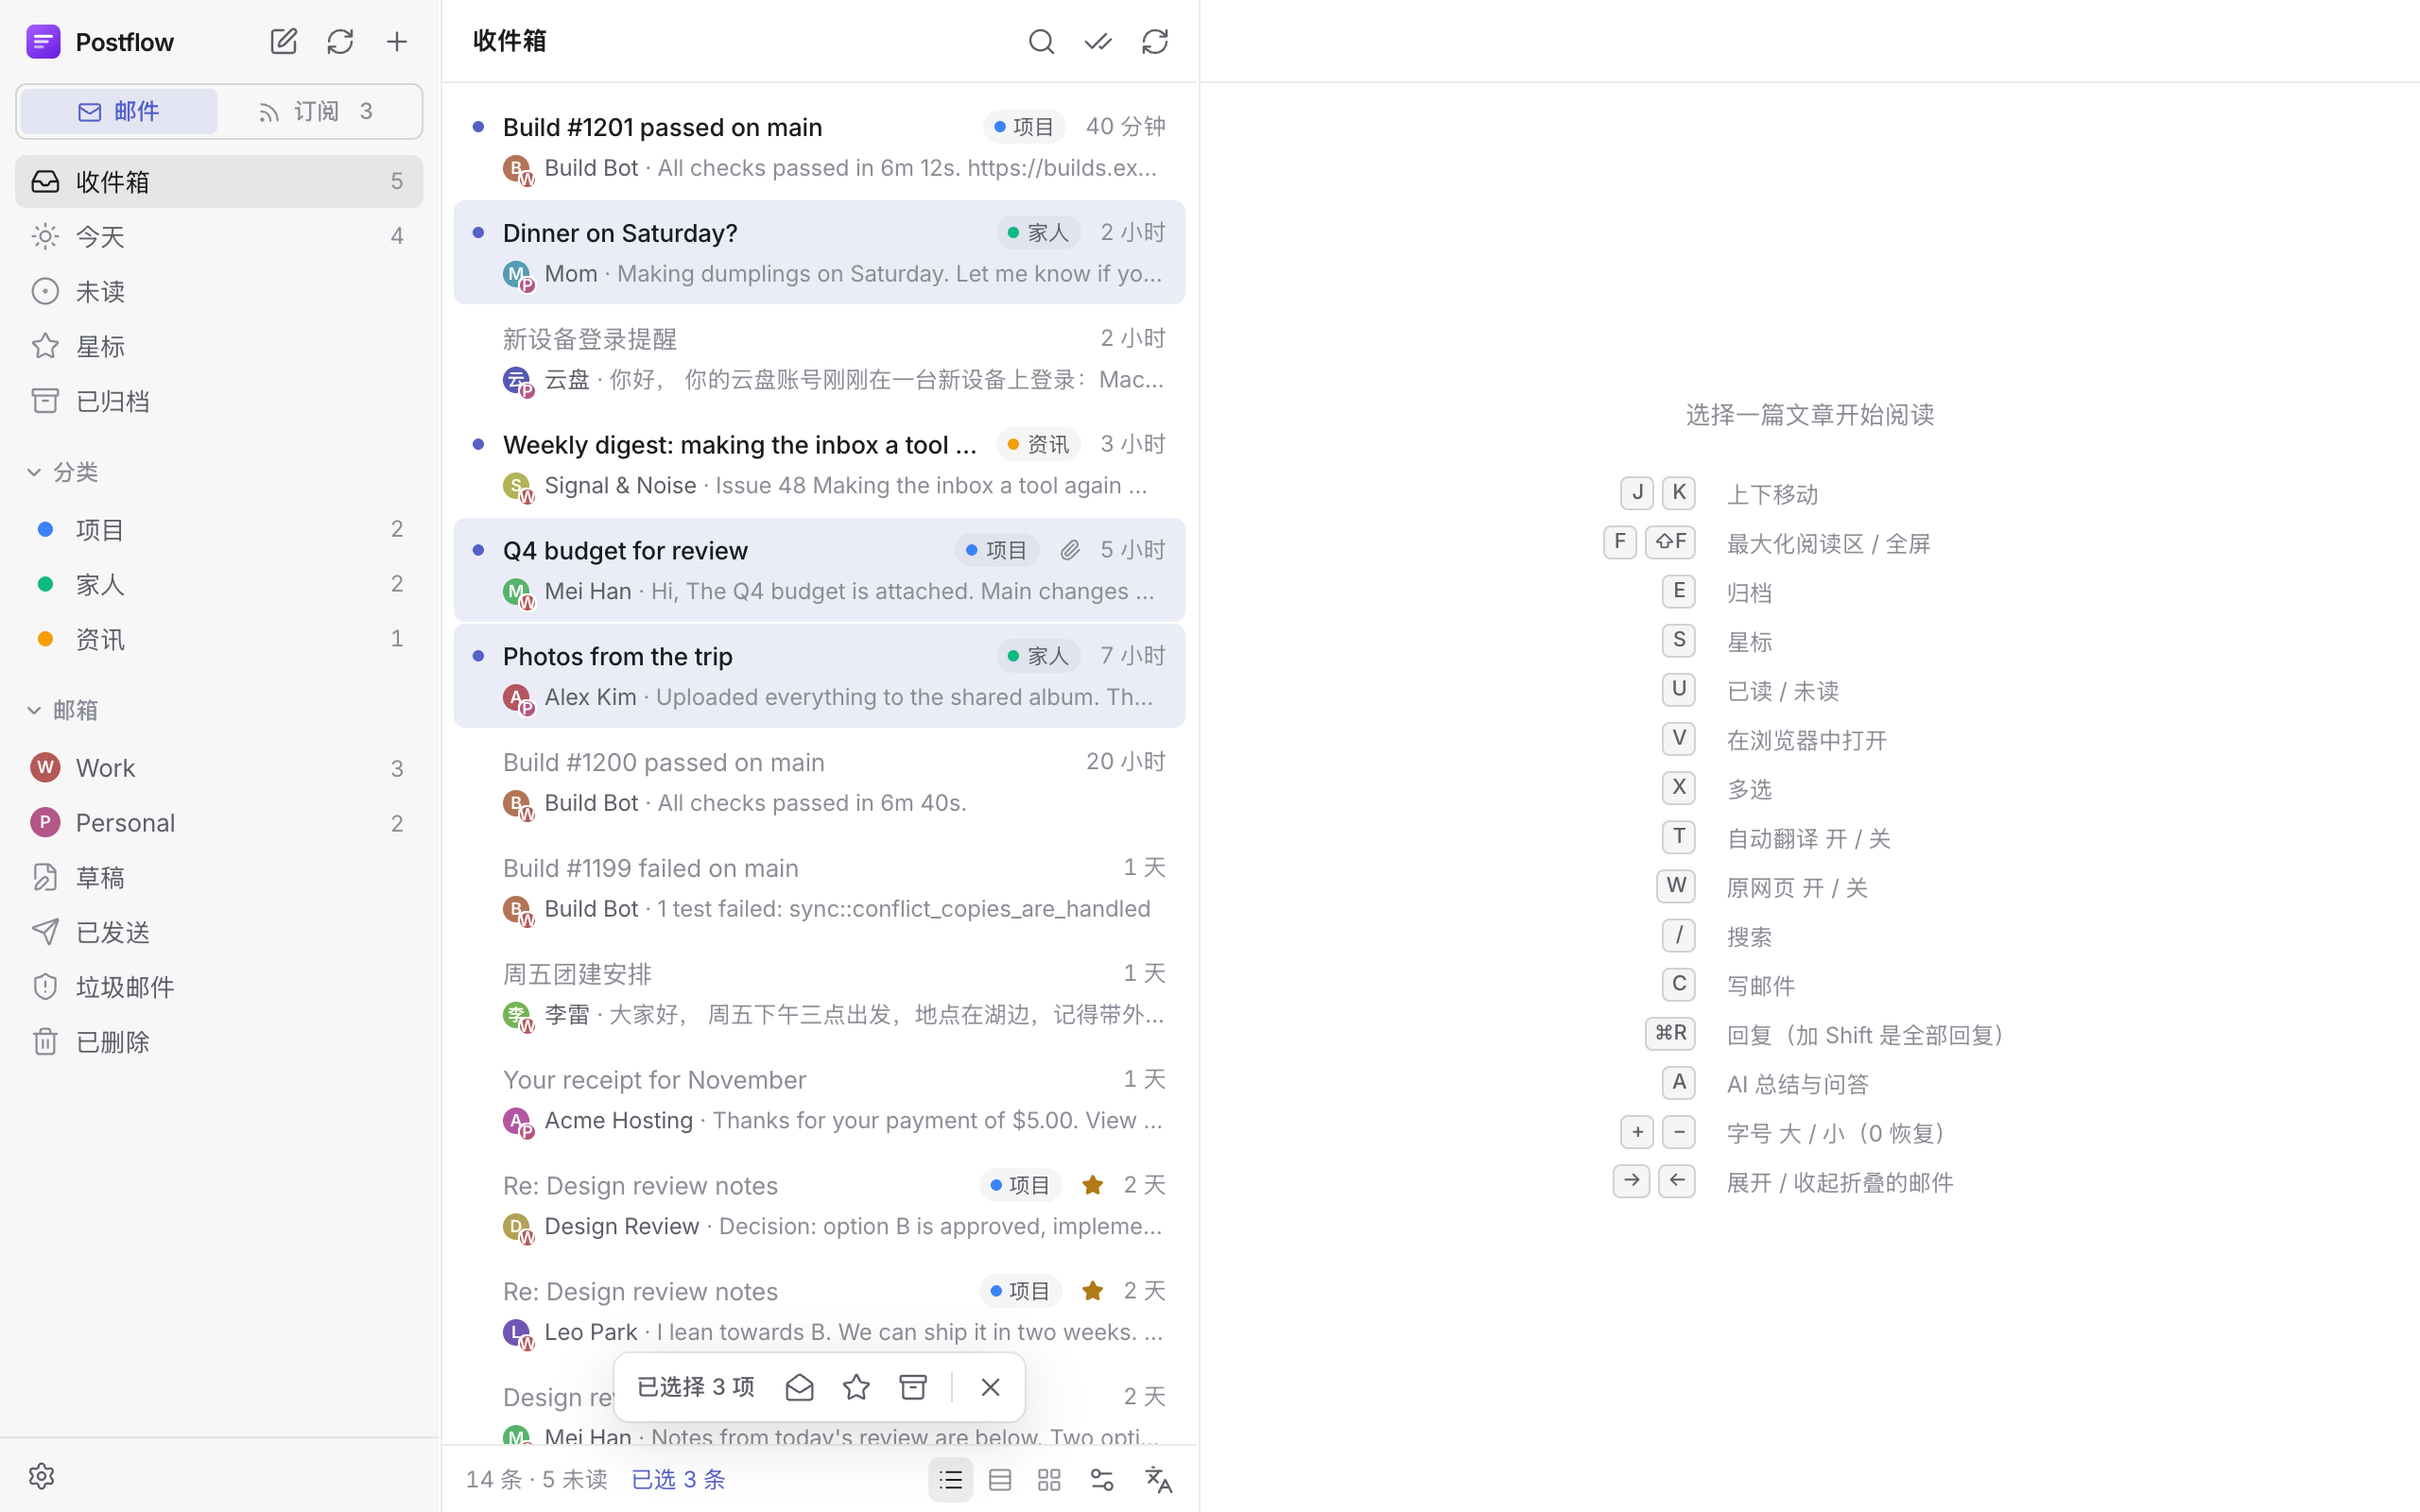 Postflow
邮件
订阅 3
收件箱 5
今天 4
未读
星标
已归档
分类
项目 2
家人 2
资讯 1
邮箱
W Work 3
P Personal 2
草稿
已发送
垃圾邮件
已删除
收件箱
Build #1201 passed on main 项目 40 分钟
B W Build Bot · All checks passed in 6m 12s. https://builds.ex...
Dinner on Saturday? 家人 2 小时
M P Mom · Making dumplings on Saturday. Let me know if yo...
新设备登录提醒 2 小时
云 P 云盘 · 你好， 你的云盘账号刚刚在一台新设备上登录：Mac...
Weekly digest: making the inbox a tool ... 资讯 3 小时
S W Signal & Noise · Issue 48 Making the inbox a tool again ...
Q4 budget for review 项目 5 小时
M W Mei Han · Hi, The Q4 budget is attached. Main changes ...
Photos from the trip 家人 7 小时
A P Alex Kim · Uploaded everything to the shared album. Th...
Build #1200 passed on main 20 小时
B W Build Bot · All checks passed in 6m 40s.
Build #1199 failed on main 1 天
B W Build Bot · 1 test failed: sync::conflict_copies_are_handled
周五团建安排 1 天
李 W 李雷 · 大家好， 周五下午三点出发，地点在湖边，记得带外...
Your receipt for November 1 天
A P Acme Hosting · Thanks for your payment of $5.00. View ...
Re: Design review notes 项目 2 天
D W Design Review · Decision: option B is approved, impleme...
Re: Design review notes 项目 2 天
L W Leo Park · I lean towards B. We can ship it in two weeks. ...
Design re 2 天
M Mei Han · Notes from today's review are below. Two opti...
已选择 3 项
14 条 · 5 未读 已选 3 条
选择一篇文章开始阅读
J K 上下移动
F ⇧F 最大化阅读区 / 全屏
E 归档
S 星标
U 已读 / 未读
V 在浏览器中打开
X 多选
T 自动翻译 开 / 关
W 原网页 开 / 关
/ 搜索
C 写邮件
⌘R 回复（加 Shift 是全部回复）
A AI 总结与问答
+ − 字号 大 / 小（0 恢复）
→ ← 展开 / 收起折叠的邮件